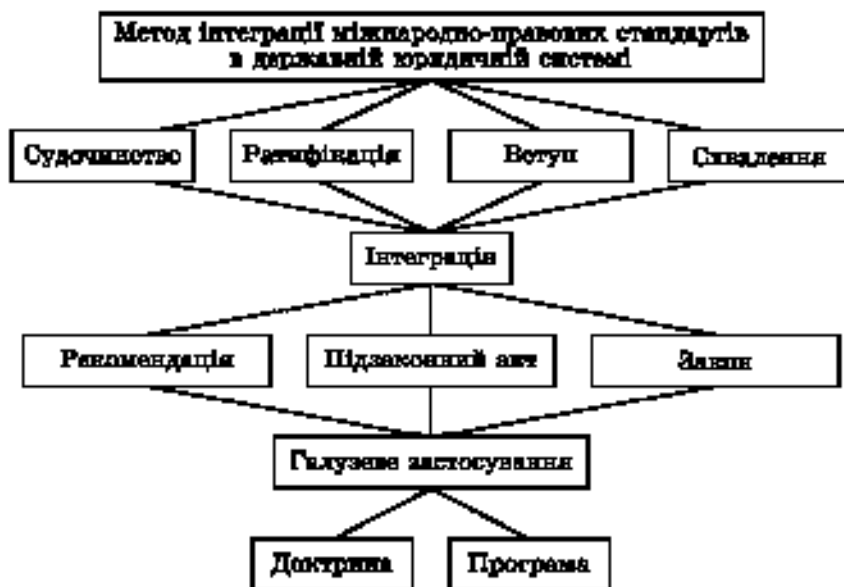 Метод інтеграції міжнародно-правових стандартів
в державній юридичній системі
Судочинство
Ратифікація
Вступ
Схвалення
Інтеграція
Рекомендація
Підзаконний акт
Закон
Галузеве застосування
Доктрина
Програма